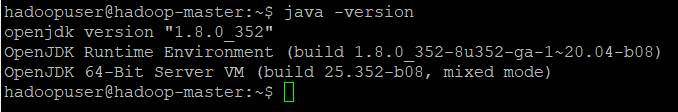 hadoopuser@hadoop-master:~$ java -version
openjdk version "1.8.0_352"
OpenJDK Runtime Environment (build 1.8.0_352-8u352-ga-1~20.04-b08)
OpenJDK 64-Bit Server VM (build 25.352-b08, mixed mode)
hadoopuser@hadoop-master:~$